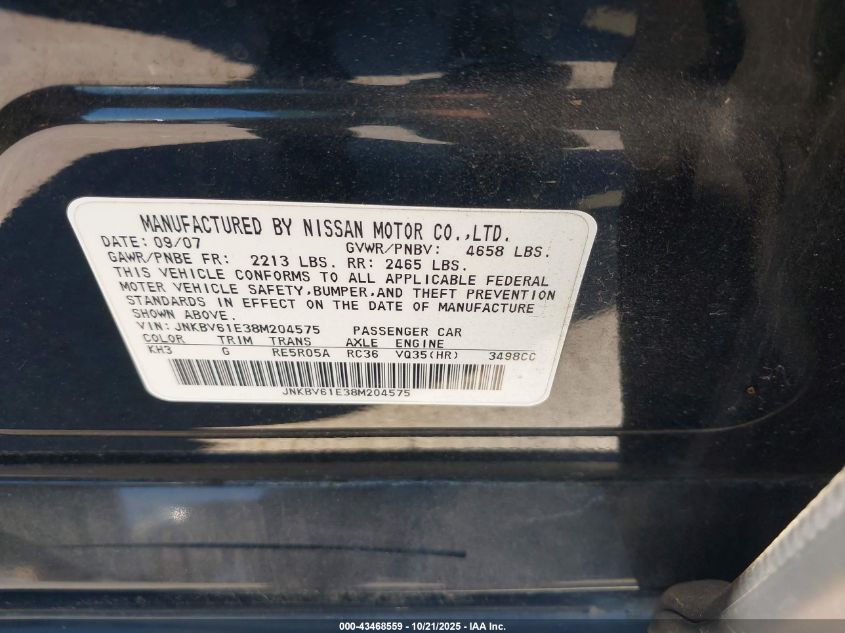 MANUFACTURED BY NISSAN MOTOR CO.,LTD.
DATE: 09/07 GVWR/PNBV: 4658 LBS.
GAWR/PNBE FR: 2213 LBS. RR: 2465 LBS.
THIS VEHICLE CONFORMS TO ALL APPLICABLE FEDERAL
MOTER VEHICLE SAFETY,BUMPER,AND THEFT PREVENTION
STANDARDS IN EFFECT ON THE DATE OF MANUFACTURE
SHOWN ABOVE.
VIN: JNKBV61E38M204575 PASSENGER CAR
COLOR TRIM TRANS AXLE ENGINE
KH3 G RE5R05A RC36 VQ35(HR) 3498CC
JNKBV61E38M204575
000-43468559 | 10/21/2025 - IAA Inc.